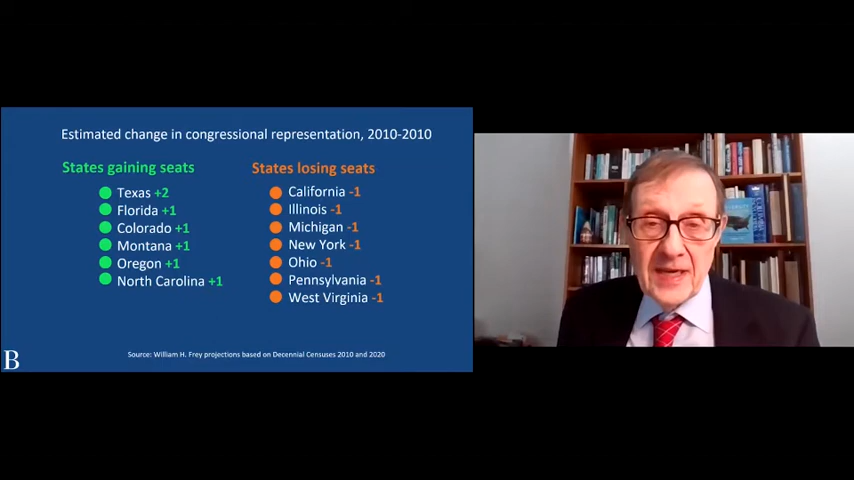 Estimated change in congressional representation, 2010-2010
States gaining seats
Texas +2
Florida +1
Colorado +1
Montana +1
Oregon +1
North Carolina +1
States losing seats
California -1
Illinois -1
Michigan -1
New York -1
Ohio -1
Pennsylvania -1
West Virginia -1
Source: William H. Frey projections based on Decennial Censuses 2010 and 2020
B